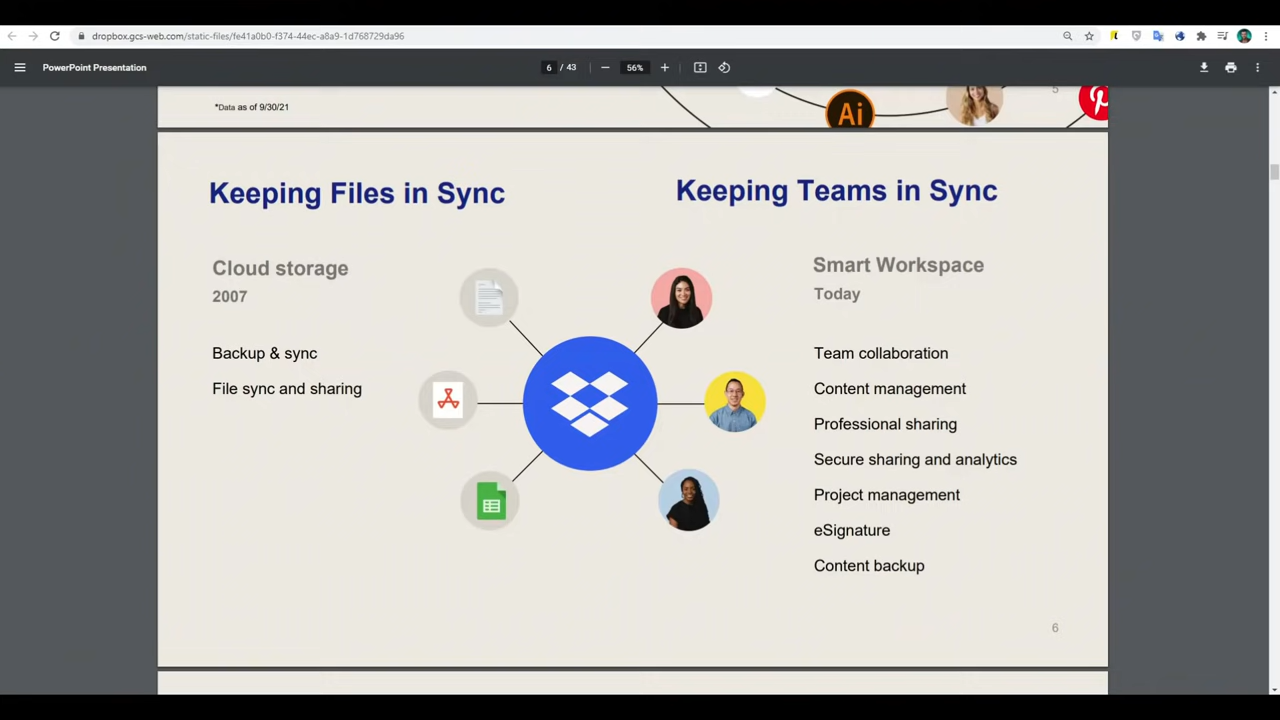 dropbox.gcs-web.com/static-files/fe41a0b0-f374-44ec-a8a9-1d768729da96
PowerPoint Presentation
6 / 43
56%
*Data as of 9/30/21
Ai
5
Keeping Files in Sync
Cloud storage
2007
Backup & sync
File sync and sharing
Keeping Teams in Sync
Smart Workspace
Today
Team collaboration
Content management
Professional sharing
Secure sharing and analytics
Project management
eSignature
Content backup
6